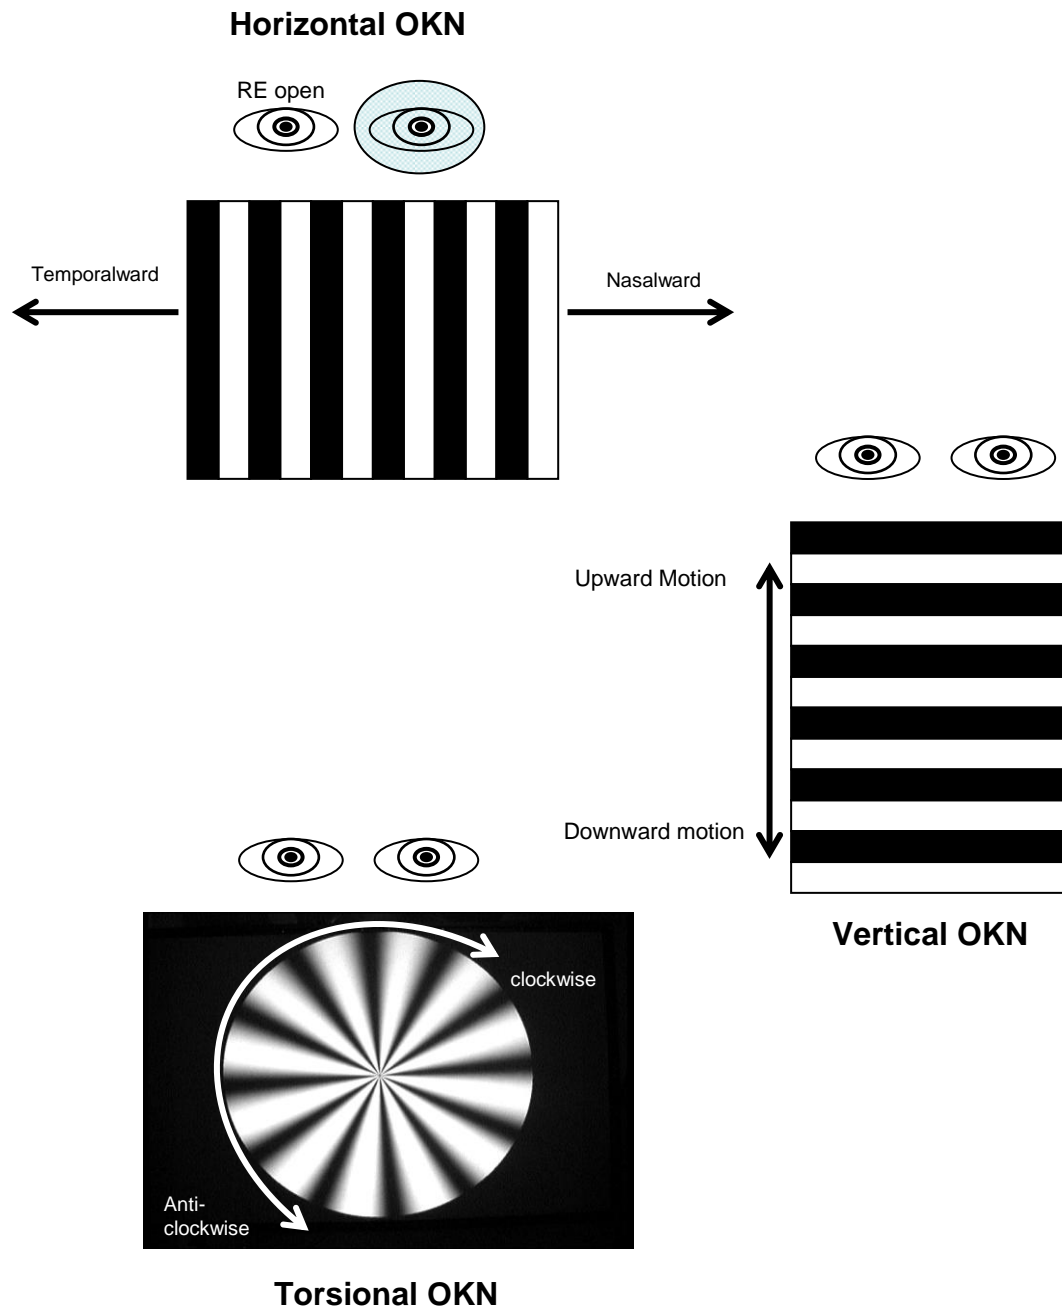 Horizontal OKN
RE open
Temporalward
Nasalward
Upward Motion
Downward motion
Vertical OKN
clockwise
Anti-
clockwise
Torsional OKN